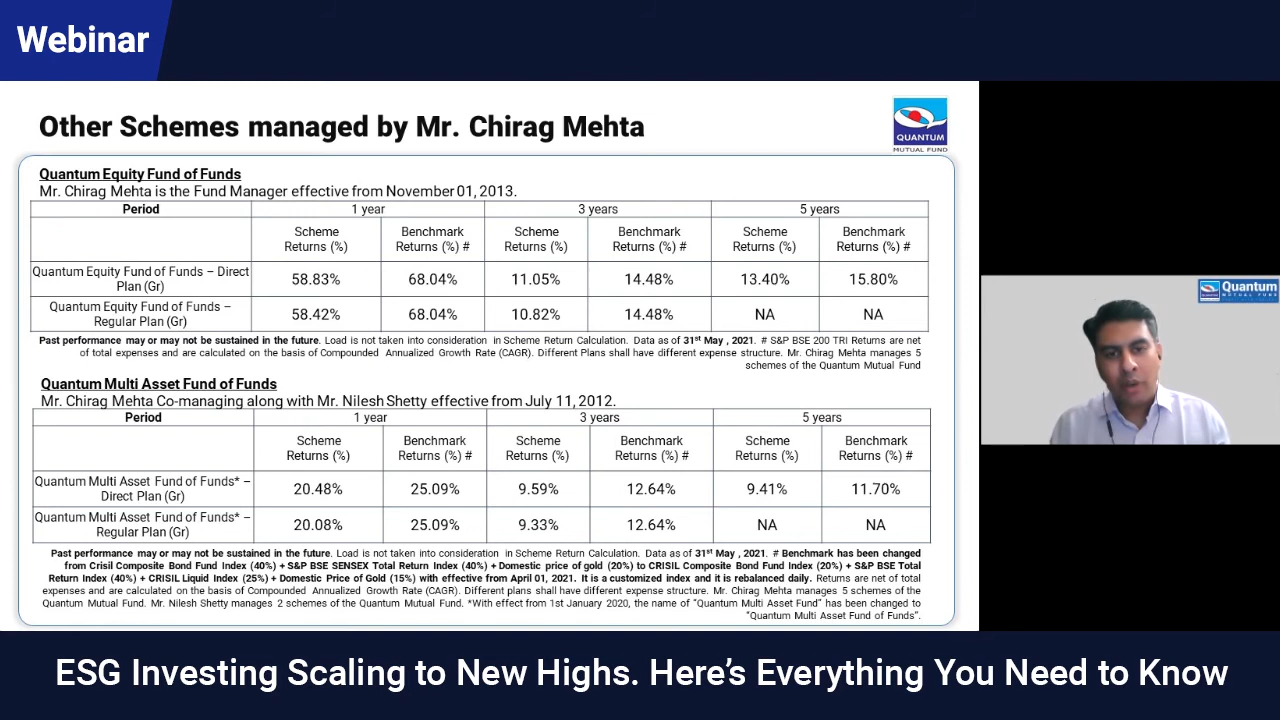 Webinar
Other Schemes managed by Mr. Chirag Mehta
QUANTUM
MUTUAL FUND
Quantum Equity Fund of Funds
Mr. Chirag Mehta is the Fund Manager effective from November 01, 2013.
Period 1 year 3 years 5 years
Scheme Returns (%) Benchmark Returns (%) # Scheme Returns (%) Benchmark Returns (%) # Scheme Returns (%) Benchmark Returns (%) #
Quantum Equity Fund of Funds – Direct Plan (Gr) 58.83% 68.04% 11.05% 14.48% 13.40% 15.80%
Quantum Equity Fund of Funds – Regular Plan (Gr) 58.42% 68.04% 10.82% 14.48% NA NA
Past performance may or may not be sustained in the future. Load is not taken into consideration in Scheme Return Calculation. Data as of 31st May , 2021. # S&P BSE 200 TRI Returns are net
of total expenses and are calculated on the basis of Compounded Annualized Growth Rate (CAGR). Different Plans shall have different expense structure. Mr. Chirag Mehta manages 5
schemes of the Quantum Mutual Fund
Quantum Multi Asset Fund of Funds
Mr. Chirag Mehta Co-managing along with Mr. Nilesh Shetty effective from July 11, 2012.
Period 1 year 3 years 5 years
Scheme Returns (%) Benchmark Returns (%) # Scheme Returns (%) Benchmark Returns (%) # Scheme Returns (%) Benchmark Returns (%) #
Quantum Multi Asset Fund of Funds* – Direct Plan (Gr) 20.48% 25.09% 9.59% 12.64% 9.41% 11.70%
Quantum Multi Asset Fund of Funds* – Regular Plan (Gr) 20.08% 25.09% 9.33% 12.64% NA NA
Past performance may or may not be sustained in the future. Load is not taken into consideration in Scheme Return Calculation. Data as of 31st May , 2021. # Benchmark has been changed
from Crisil Composite Bond Fund Index (40%) + S&P BSE SENSEX Total Return Index (40%) + Domestic price of gold (20%) to CRISIL Composite Bond Fund Index (20%) + S&P BSE Total
Return Index (40%) + CRISIL Liquid Index (25%) + Domestic Price of Gold (15%) with effective from April 01, 2021. It is a customized index and it is rebalanced daily. Returns are net of total
expenses and are calculated on the basis of Compounded Annualized Growth Rate (CAGR). Different plans shall have different expense structure. Mr. Chirag Mehta manages 5 schemes of the
Quantum Mutual Fund. Mr. Nilesh Shetty manages 2 schemes of the Quantum Mutual Fund. *With effect from 1st January 2020, the name of “Quantum Multi Asset Fund” has been changed to
“Quantum Multi Asset Fund of Funds”.
Quantum
MUTUAL FUND
ESG Investing Scaling to New Highs. Here’s Everything You Need to Know